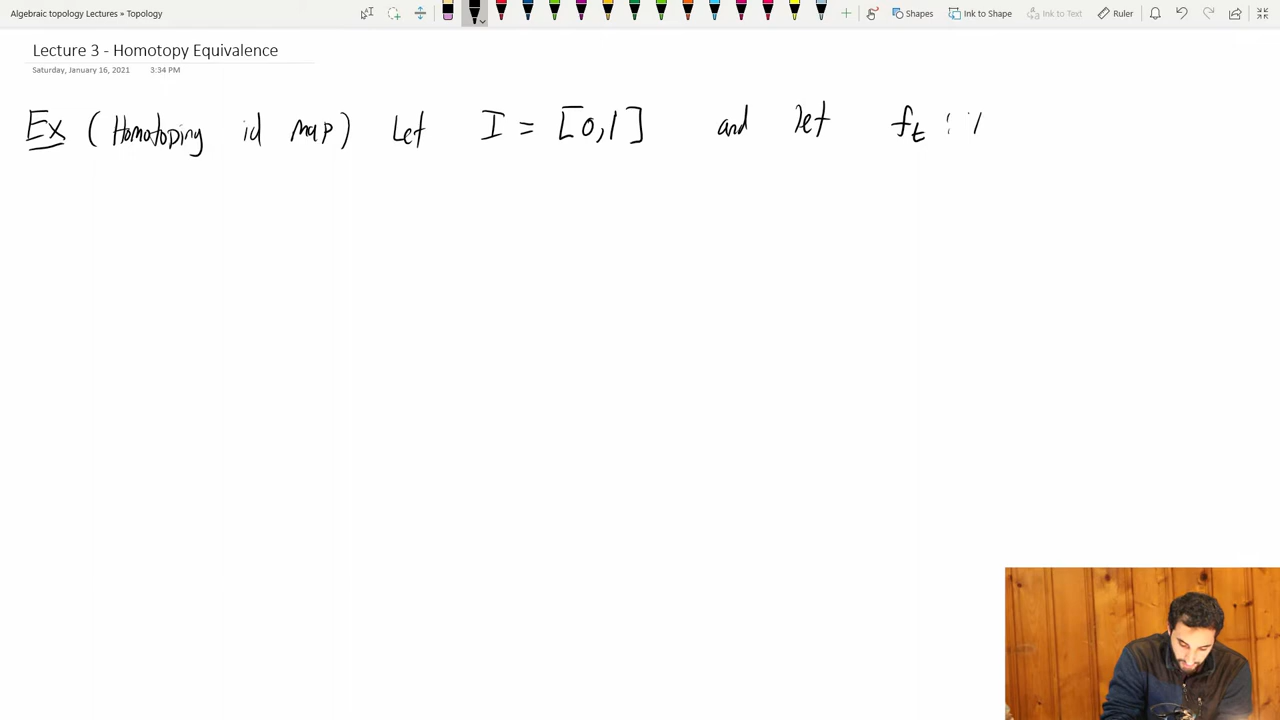 Algebraic topology Lectures » Topology
Shapes
Ink to Shape
Ink to Text
Ruler
Lecture 3 - Homotopy Equivalence
Saturday, January 16, 2021 3:34 PM
Ex (Homotoping id map) Let I = [0,1] and let f_t :